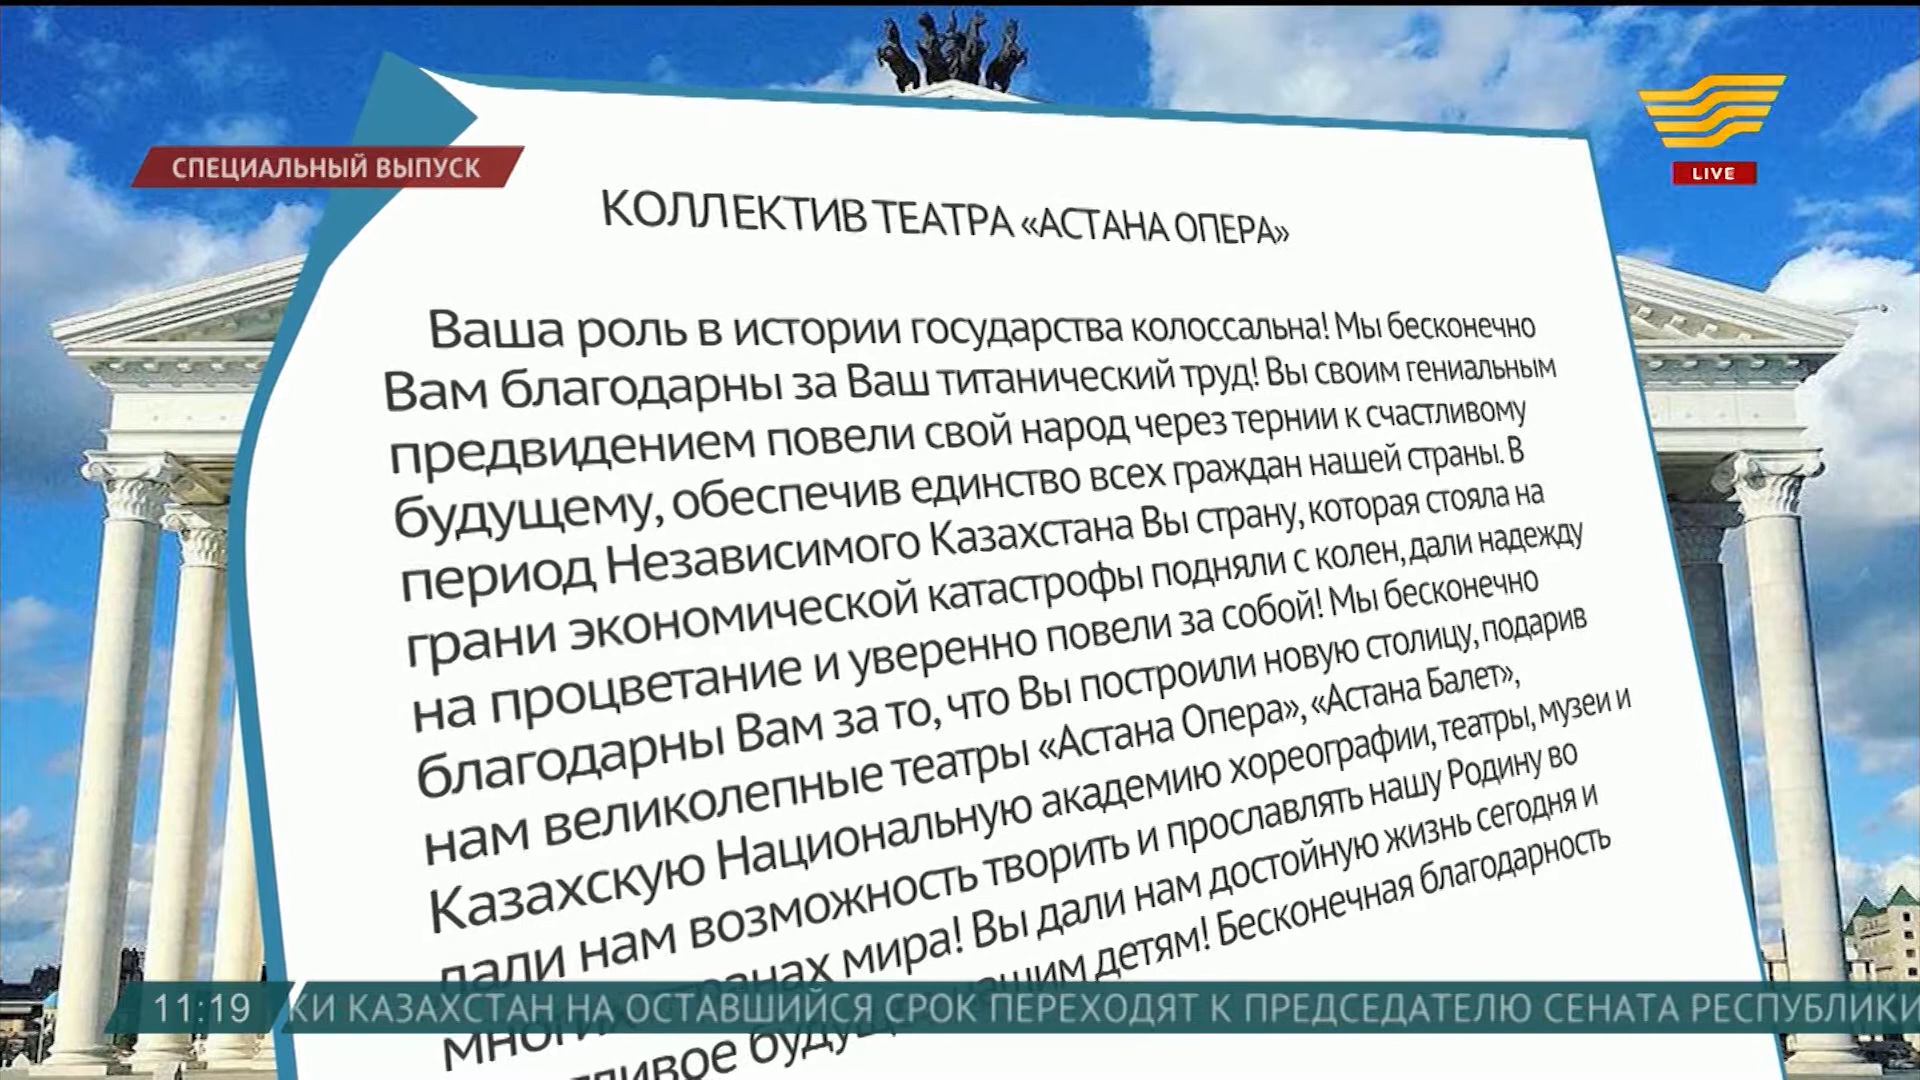 СПЕЦИАЛЬНЫЙ ВЫПУСК
LIVE
КОЛЛЕКТИВ ТЕАТРА «АСТАНА ОПЕРА»
Ваша роль в истории государства колоссальна! Мы бесконечно
Вам благодарны за Ваш титанический труд! Вы своим гениальным
предвидением повели свой народ через тернии к счастливому
будущему, обеспечив единство всех граждан нашей страны. В
период Независимого Казахстана Вы страну, которая стояла на
грани экономической катастрофы подняли с колен, дали надежду
на процветание и уверенно повели за собой! Мы бесконечно
благодарны Вам за то, что Вы построили новую столицу, подарив
нам великолепные театры «Астана Опера», «Астана Балет»,
Казахскую Национальную академию хореографии, театры, музеи и
дали нам возможность творить и прославлять нашу Родину во
многих странах мира! Вы дали нам достойную жизнь сегодня и
будущее нашим детям! Бесконечная благодарность
11:19 КИ КАЗАХСТАН НА ОСТАВШИЙСЯ СРОК ПЕРЕХОДЯТ К ПРЕДСЕДАТЕЛЮ СЕНАТА РЕСПУБЛИКИ